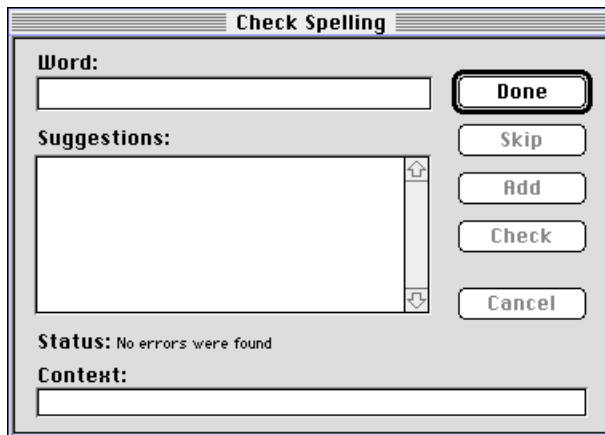 Check Spelling
Word:
Done
Suggestions:
Skip
Add
Check
Cancel
Status: No errors were found
Context: